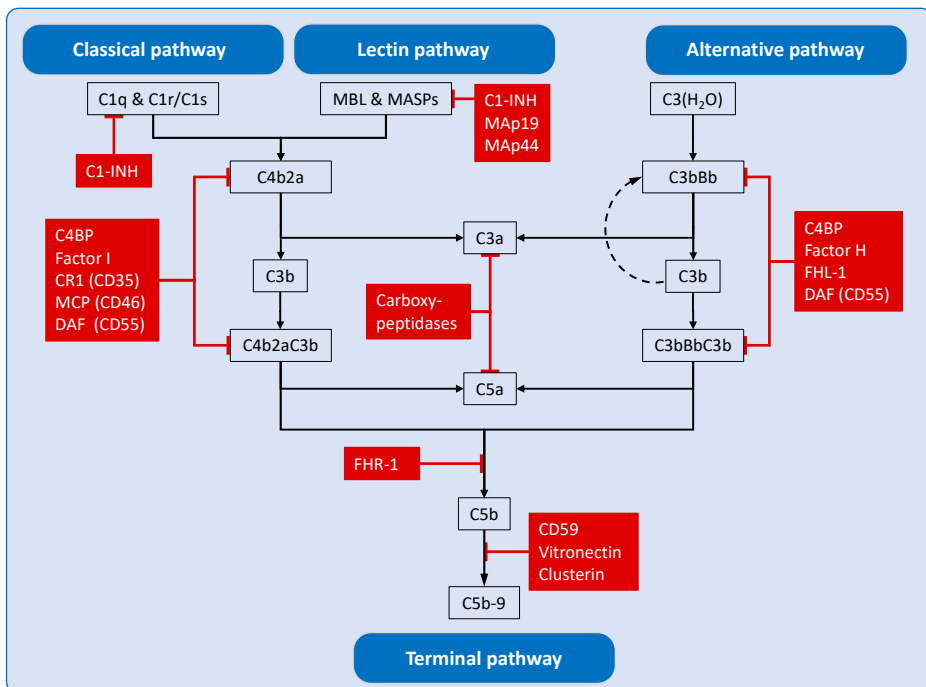 Classical pathway
Lectin pathway
Alternative pathway
C1q & C1r/C1s
MBL & MASPs
C1-INH
MAp19
MAp44
C3(H₂O)
C1-INH
C4b2a
C3bBb
C4BP
Factor I
CR1 (CD35)
MCP (CD46)
DAF (CD55)
C3a
C4BP
Factor H
FHL-1
DAF (CD55)
C3b
C3b
Carboxy-
peptidases
C4b2aC3b
C3bBbC3b
C5a
FHR-1
C5b
CD59
Vitronectin
Clusterin
C5b-9
Terminal pathway